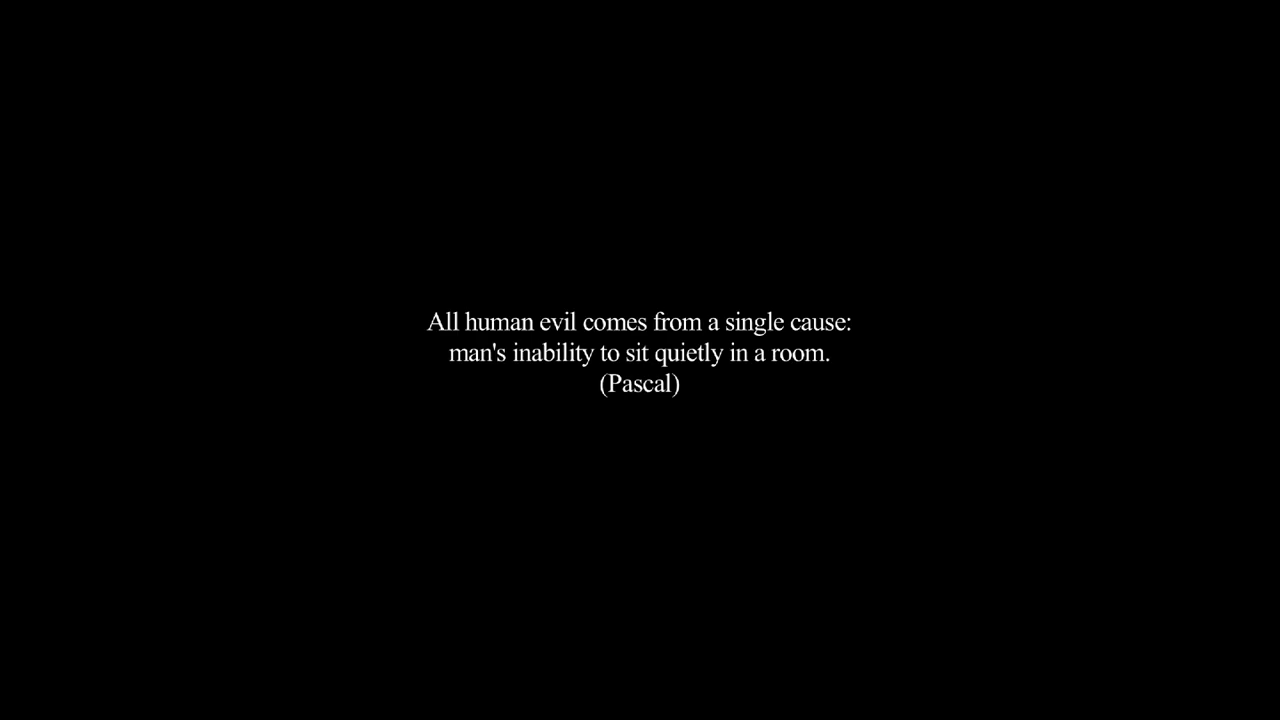 All human evil comes from a single cause:
man's inability to sit quietly in a room.
(Pascal)